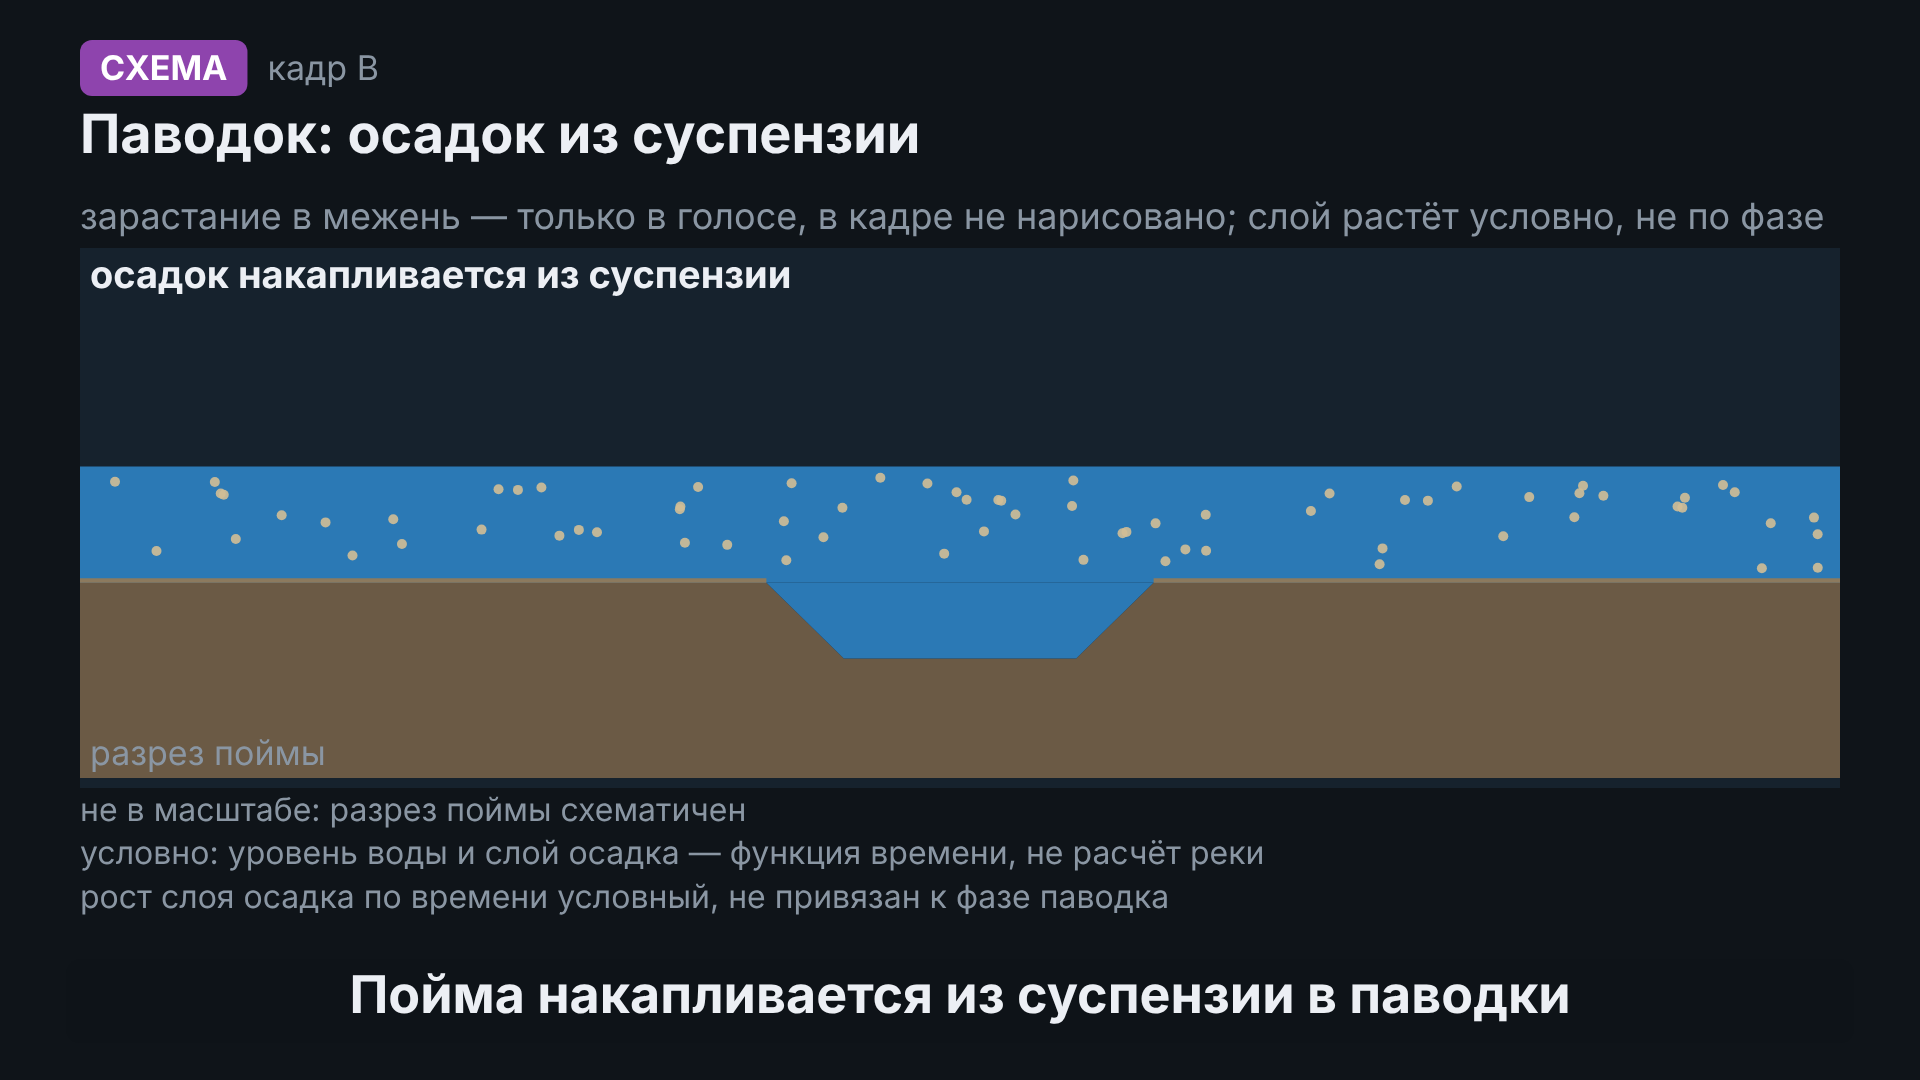 СХЕМА кадр B
Паводок: осадок из суспензии
зарастание в межень — только в голосе, в кадре не нарисовано; слой растёт условно, не по фазе
осадок накапливается из суспензии
разрез поймы
не в масштабе: разрез поймы схематичен
условно: уровень воды и слой осадка — функция времени, не расчёт реки
рост слоя осадка по времени условный, не привязан к фазе паводка
Пойма накапливается из суспензии в паводки